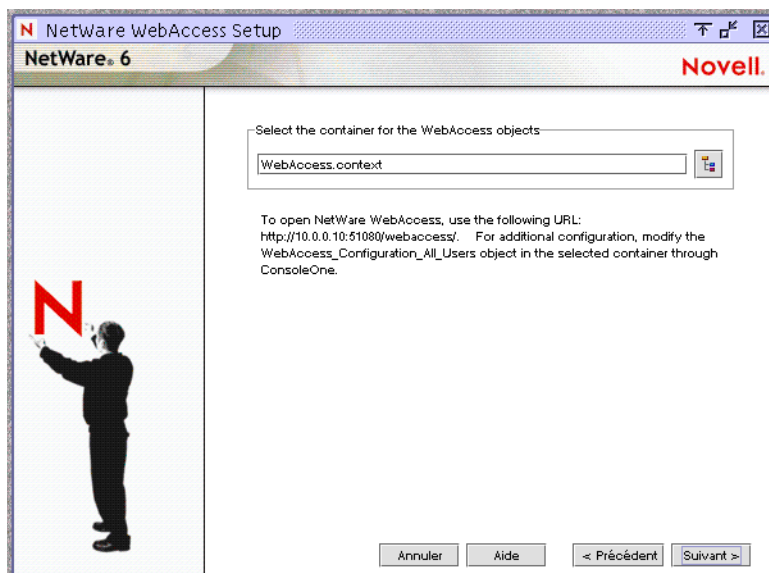 N NetWare WebAccess Setup
NetWare® 6
Novell.
Select the container for the WebAccess objects
WebAccess.context
To open NetWare WebAccess, use the following URL:
http://10.0.0.10:51080/webaccess/. For additional configuration, modify the
WebAccess_Configuration_All_Users object in the selected container through
ConsoleOne.
N
Annuler Aide < Précédent Suivant >